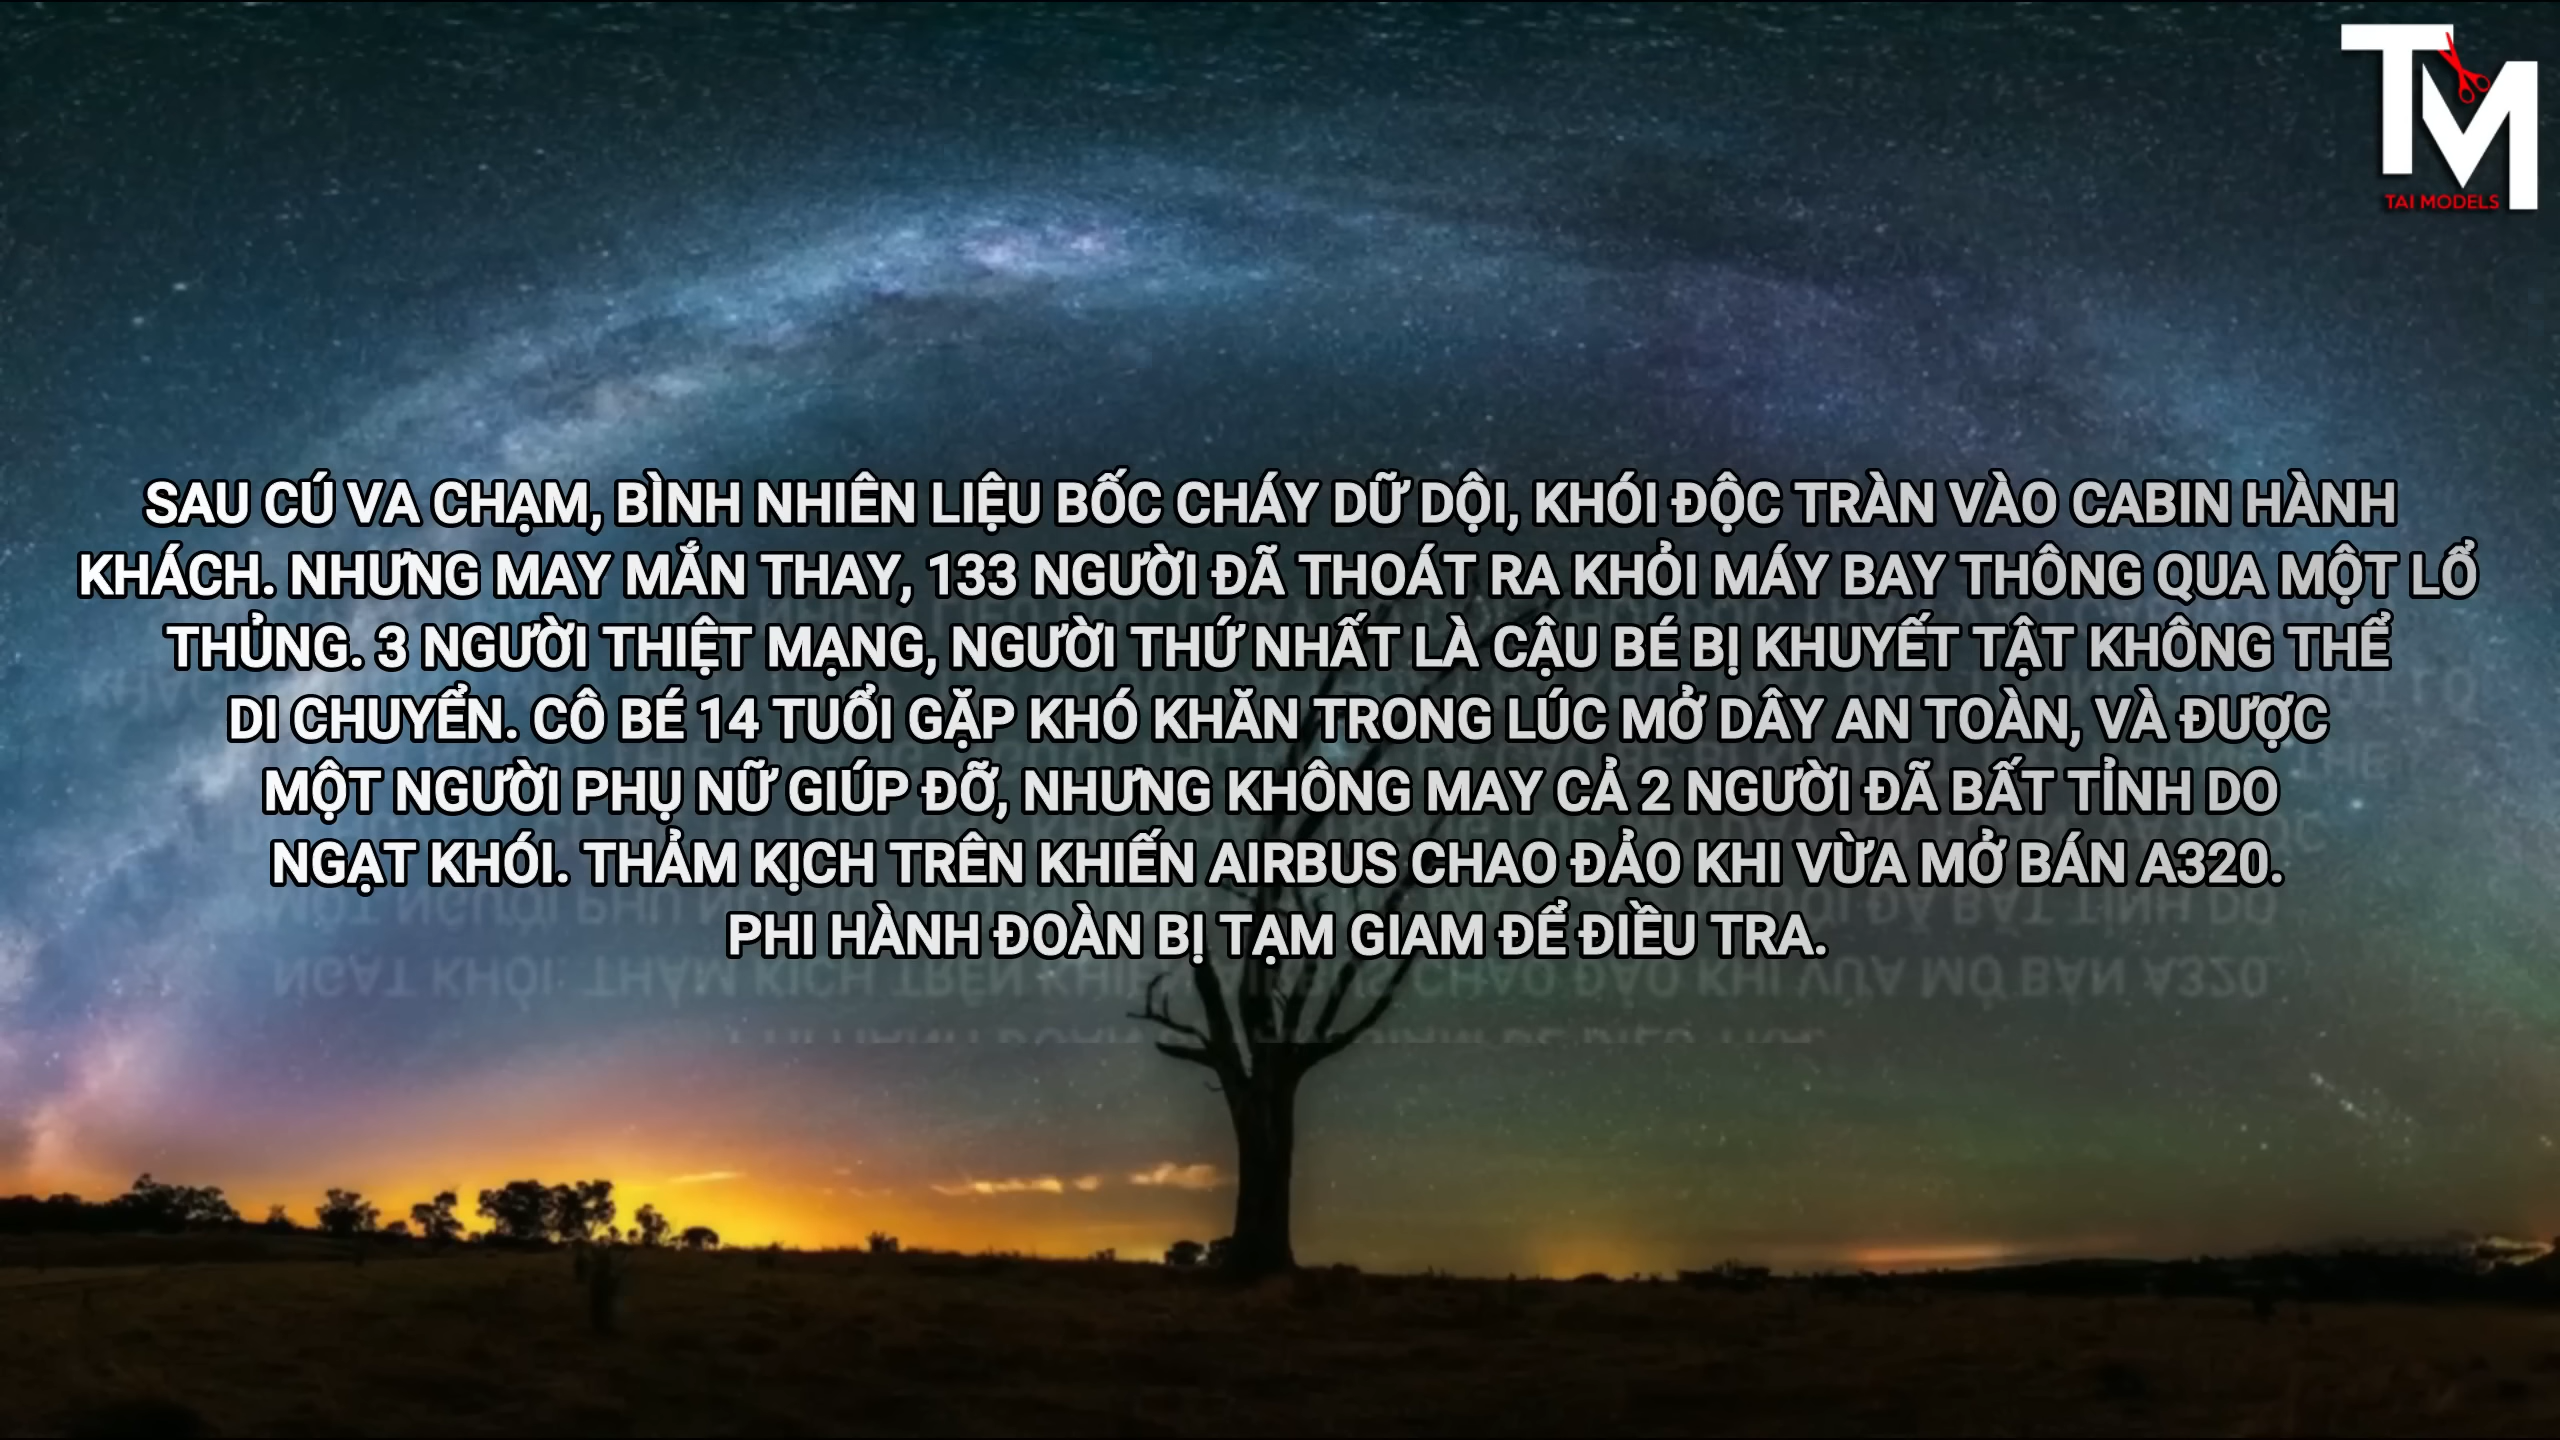 TM
TAI MODELS
SAU CÚ VA CHẠM, BÌNH NHIÊN LIỆU BỐC CHÁY DỮ DỘI, KHÓI ĐỘC TRÀN VÀO CABIN HÀNH
KHÁCH. NHƯNG MAY MẮN THAY, 133 NGƯỜI ĐÃ THOÁT RA KHỎI MÁY BAY THÔNG QUA MỘT LỔ
THỦNG. 3 NGƯỜI THIỆT MẠNG, NGƯỜI THỨ NHẤT LÀ CẬU BÉ BỊ KHUYẾT TẬT KHÔNG THỂ
DI CHUYỂN. CÔ BÉ 14 TUỔI GẶP KHÓ KHĂN TRONG LÚC MỞ DÂY AN TOÀN, VÀ ĐƯỢC
MỘT NGƯỜI PHỤ NỮ GIÚP ĐỠ, NHƯNG KHÔNG MAY CẢ 2 NGƯỜI ĐÃ BẤT TỈNH DO
NGẠT KHÓI. THẢM KỊCH TRÊN KHIẾN AIRBUS CHAO ĐẢO KHI VỪA MỞ BÁN A320.
PHI HÀNH ĐOÀN BỊ TẠM GIAM ĐỂ ĐIỀU TRA.